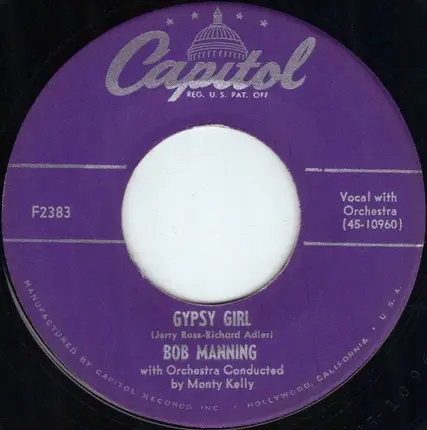 Capitol
REG. U. S. PAT. OFF
F2383
Vocal with
Orchestra
(45-10960)
GYPSY GIRL
(Jerry Ross-Richard Adler)
BOB MANNING
with Orchestra Conducted
by Monty Kelly
MANUFACTURED BY CAPITOL RECORDS INC • HOLLYWOOD, CALIFORNIA • U. S. A.